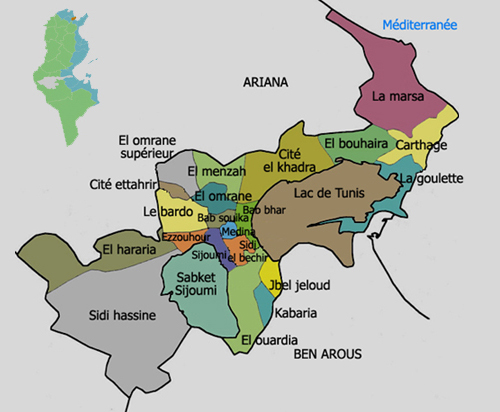 Méditerranée
ARIANA
La marsa
El omrane
supérieur
El menzah
Cité
el khadra
El bouhaira
Carthage
Cité ettahrir
El omrane
Lac de Tunis
La goulette
Le bardo
Bab souika
Bab bhar
Medina
Ezzouhour
Sidi
el bechir
El hararia
Sijoumi
Sabket
Sijoumi
Jbel jeloud
Sidi hassine
Kabaria
El ouardia
BEN AROUS